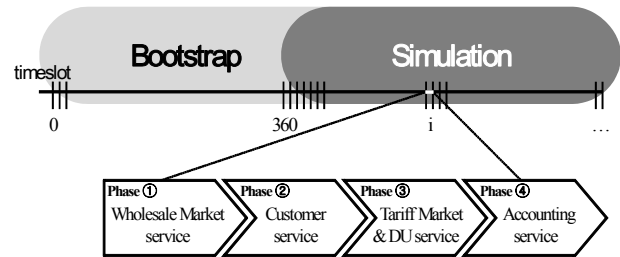 Bootstrap
Simulation
timeslot
0
360
i
…
Phase ①
Wholesale Market
service
Phase ②
Customer
service
Phase ③
Tariff Market
& DU service
Phase ④
Accounting
service